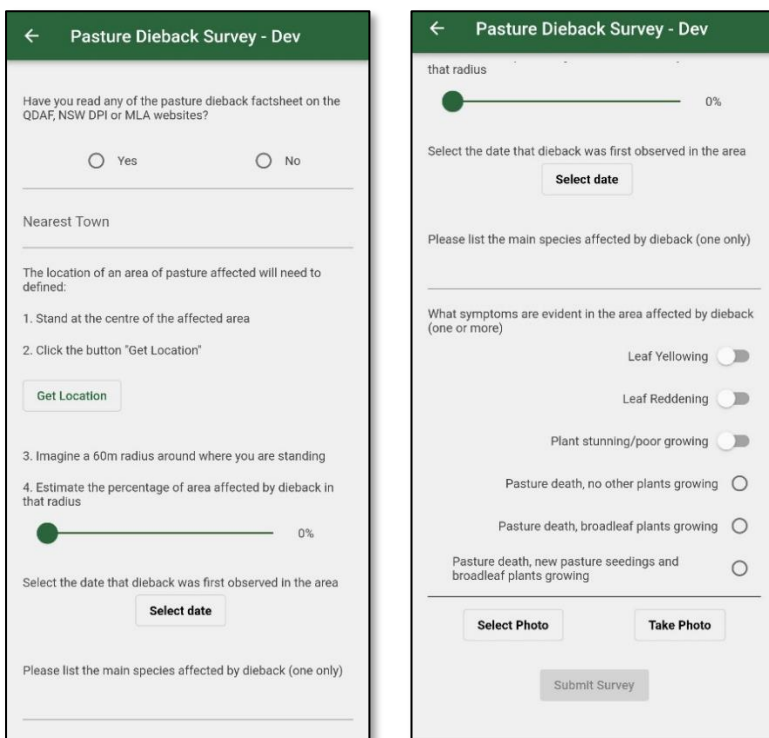 Pasture Dieback Survey - Dev
Have you read any of the pasture dieback factsheet on the
QDAF, NSW DPI or MLA websites?
Yes
No
Nearest Town
The location of an area of pasture affected will need to
defined:
1. Stand at the centre of the affected area
2. Click the button "Get Location"
Get Location
3. Imagine a 60m radius around where you are standing
4. Estimate the percentage of area affected by dieback in
that radius
0%
Select the date that dieback was first observed in the area
Select date
Please list the main species affected by dieback (one only)
Pasture Dieback Survey - Dev
that radius
0%
Select the date that dieback was first observed in the area
Select date
Please list the main species affected by dieback (one only)
What symptoms are evident in the area affected by dieback
(one or more)
Leaf Yellowing
Leaf Reddening
Plant stunning/poor growing
Pasture death, no other plants growing
Pasture death, broadleaf plants growing
Pasture death, new pasture seedings and
broadleaf plants growing
Select Photo
Take Photo
Submit Survey